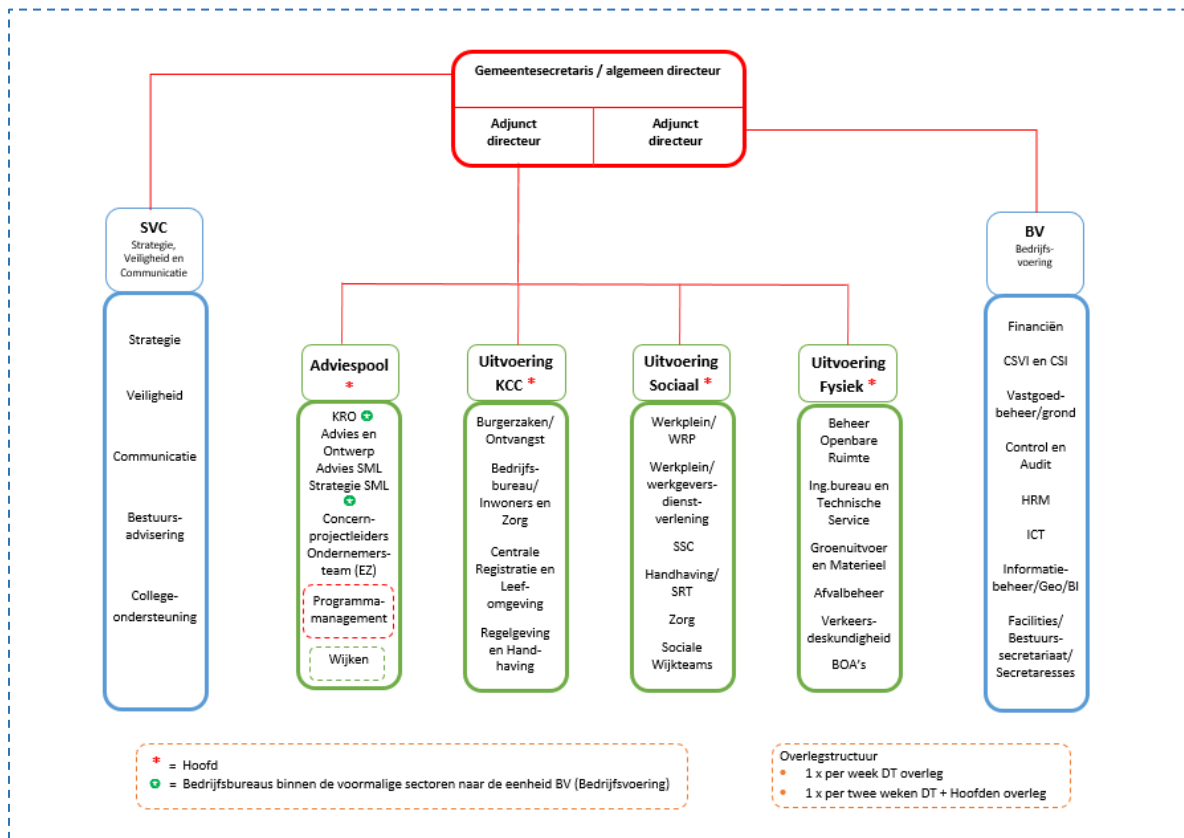 Gemeentesecretaris / algemeen directeur
Adjunct
directeur
Adjunct
directeur
SVC
Strategie,
Veiligheid en
Communicatie
Strategie
Veiligheid
Communicatie
Bestuurs-
advisering
College-
ondersteuning
Adviespool
*
KRO
Advies en
Ontwerp
Advies SML
Strategie SML
Concern-
projectleiders
Ondernemers-
team (EZ)
Programma-
management
Wijken
Uitvoering
KCC *
Burgerzaken/
Ontvangst
Bedrijfs-
bureau/
Inwoners en
Zorg
Centrale
Registratie en
Leef-
omgeving
Regelgeving
en Hand-
having
Uitvoering
Sociaal *
Werkplein/
WRP
Werkplein/
werkgevers-
dienst-
verlening
SSC
Handhaving/
SRT
Zorg
Sociale
Wijkteams
Uitvoering
Fysiek *
Beheer
Openbare
Ruimte
Ing.bureau en
Technische
Service
Groenuitvoer
en Materieel
Afvalbeheer
Verkeers-
deskundigheid
BOA's
BV
Bedrijfs-
voering
Financiën
CSVI en CSI
Vastgoed-
beheer/grond
Control en
Audit
HRM
ICT
Informatie-
beheer/Geo/BI
Facilities/
Bestuurs-
secretariaat/
Secretaresses
* = Hoofd
= Bedrijfsbureaus binnen de voormalige sectoren naar de eenheid BV (Bedrijfsvoering)
Overlegstructuur
• 1 x per week DT overleg
• 1 x per twee weken DT + Hoofden overleg